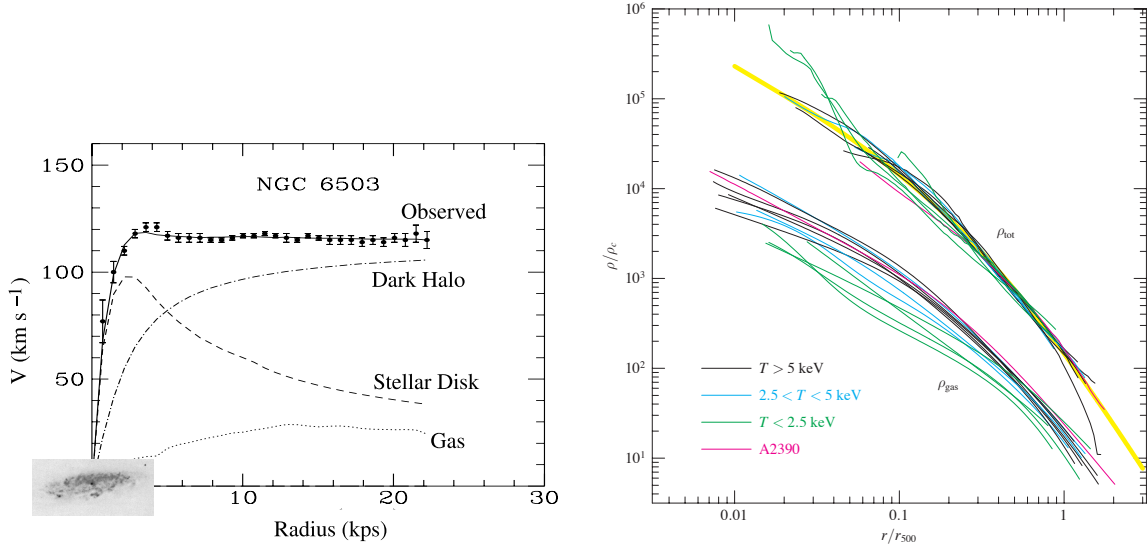 150
100
50
V (km s⁻¹)
NGC 6503
Observed
Dark Halo
Stellar Disk
Gas
10 20 30
Radius (kps)
10⁶
10⁵
10⁴
10³
10²
10¹
ρ/ρc
ρtot
ρgas
T > 5 keV
2.5 < T < 5 keV
T < 2.5 keV
A2390
0.01 0.1 1
r/r500